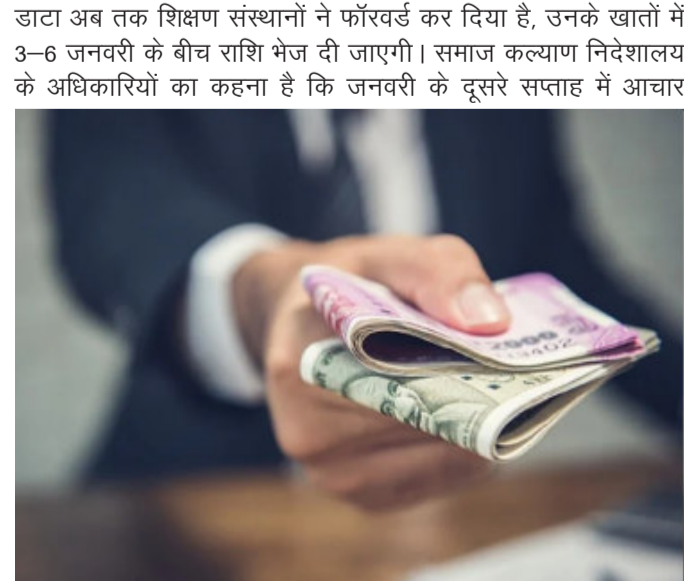 डाटा अब तक शिक्षण संस्थानों ने फॉरवर्ड कर दिया है, उनके खातों में
3–6 जनवरी के बीच राशि भेज दी जाएगी। समाज कल्याण निदेशालय
के अधिकारियों का कहना है कि जनवरी के दूसरे सप्ताह में आचार
2000